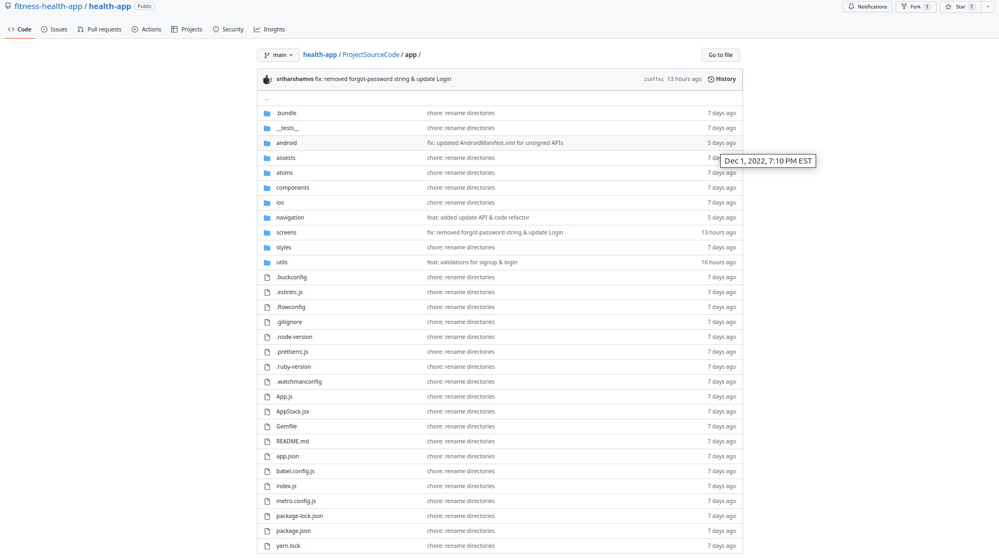 fitness-health-app / health-app Public Notifications Fork 1 Star 1
Code Issues Pull requests Actions Projects Security Insights
main health-app / ProjectSourceCode / app / Go to file
sriharshamvs fix: removed forgot-password string & update Login 216ffe1 13 hours ago History
..
.bundle chore: rename directories 7 days ago
__tests__ chore: rename directories 7 days ago
android fix: updated AndroidManifest.xml for unsigned APIs 5 days ago
assests chore: rename directories 7 day
Dec 1, 2022, 7:10 PM EST
atoms chore: rename directories 7 days ago
components chore: rename directories 7 days ago
ios chore: rename directories 7 days ago
navigation feat: added update API & code refactor 5 days ago
screens fix: removed forgot-password string & update Login 13 hours ago
styles chore: rename directories 7 days ago
utils feat: validations for signup & login 16 hours ago
.buckconfig chore: rename directories 7 days ago
.eslintrc.js chore: rename directories 7 days ago
.flowconfig chore: rename directories 7 days ago
.gitignore chore: rename directories 7 days ago
.node-version chore: rename directories 7 days ago
.prettierrc.js chore: rename directories 7 days ago
.ruby-version chore: rename directories 7 days ago
.watchmanconfig chore: rename directories 7 days ago
App.js chore: rename directories 7 days ago
AppStack.jsx chore: rename directories 7 days ago
Gemfile chore: rename directories 7 days ago
README.md chore: rename directories 7 days ago
app.json chore: rename directories 7 days ago
babel.config.js chore: rename directories 7 days ago
index.js chore: rename directories 7 days ago
metro.config.js chore: rename directories 7 days ago
package-lock.json chore: rename directories 7 days ago
package.json chore: rename directories 7 days ago
yarn.lock chore: rename directories 7 days ago